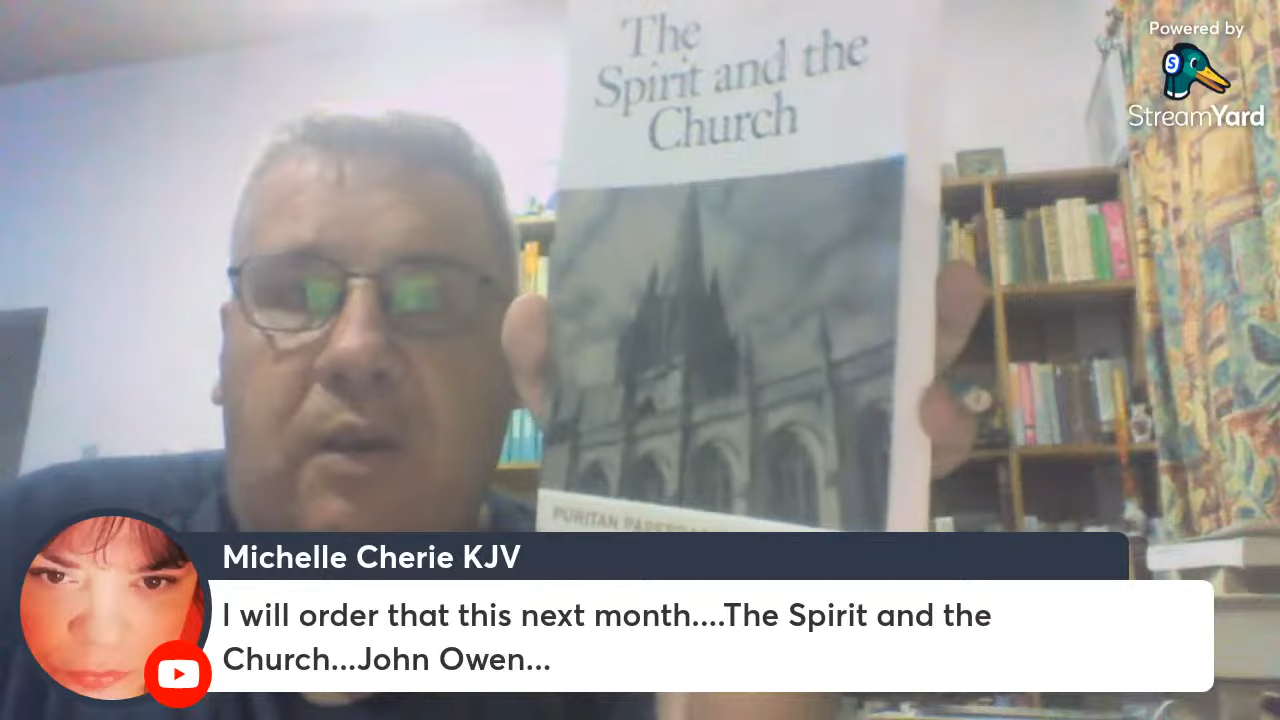 The
Spirit and the
Church
PURITAN
Powered by
S
StreamYard
Michelle Cherie KJV
I will order that this next month....The Spirit and the
Church...John Owen...